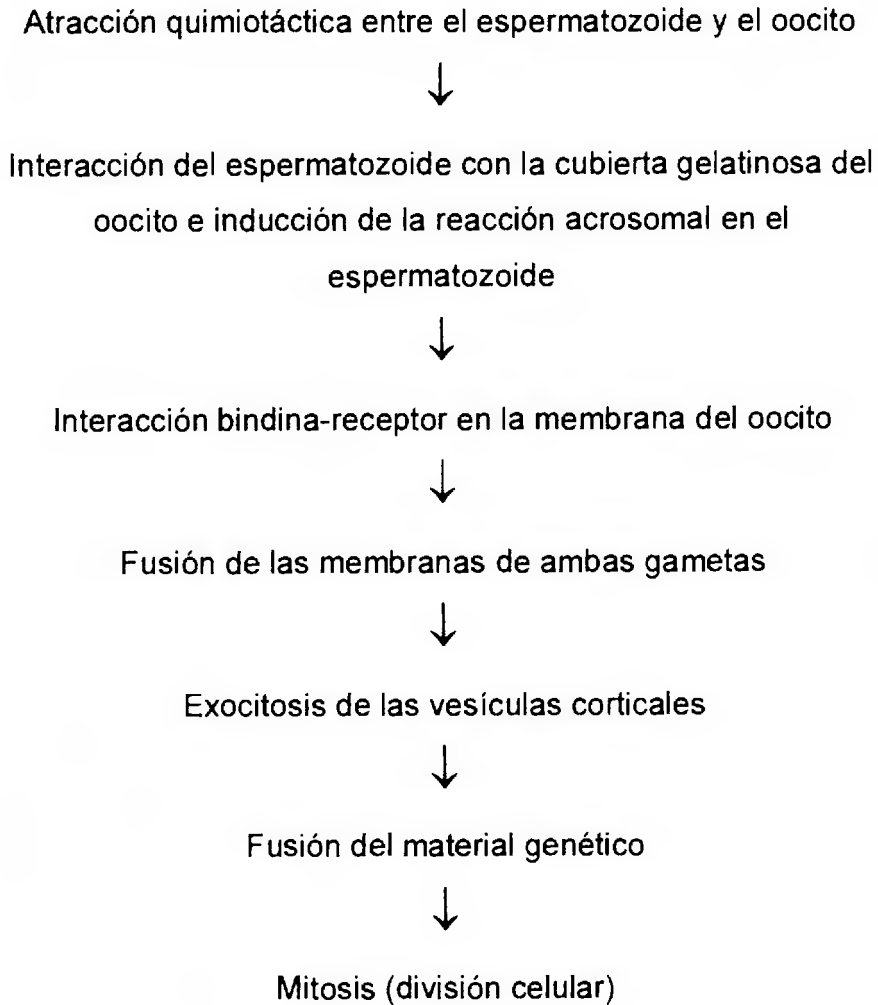 Atracción quimiotáctica entre el espermatozoide y el oocito
↓
Interacción del espermatozoide con la cubierta gelatinosa del
oocito e inducción de la reacción acrosomal en el
espermatozoide
↓
Interacción bindina-receptor en la membrana del oocito
↓
Fusión de las membranas de ambas gametas
↓
Exocitosis de las vesículas corticales
↓
Fusión del material genético
↓
Mitosis (división celular)